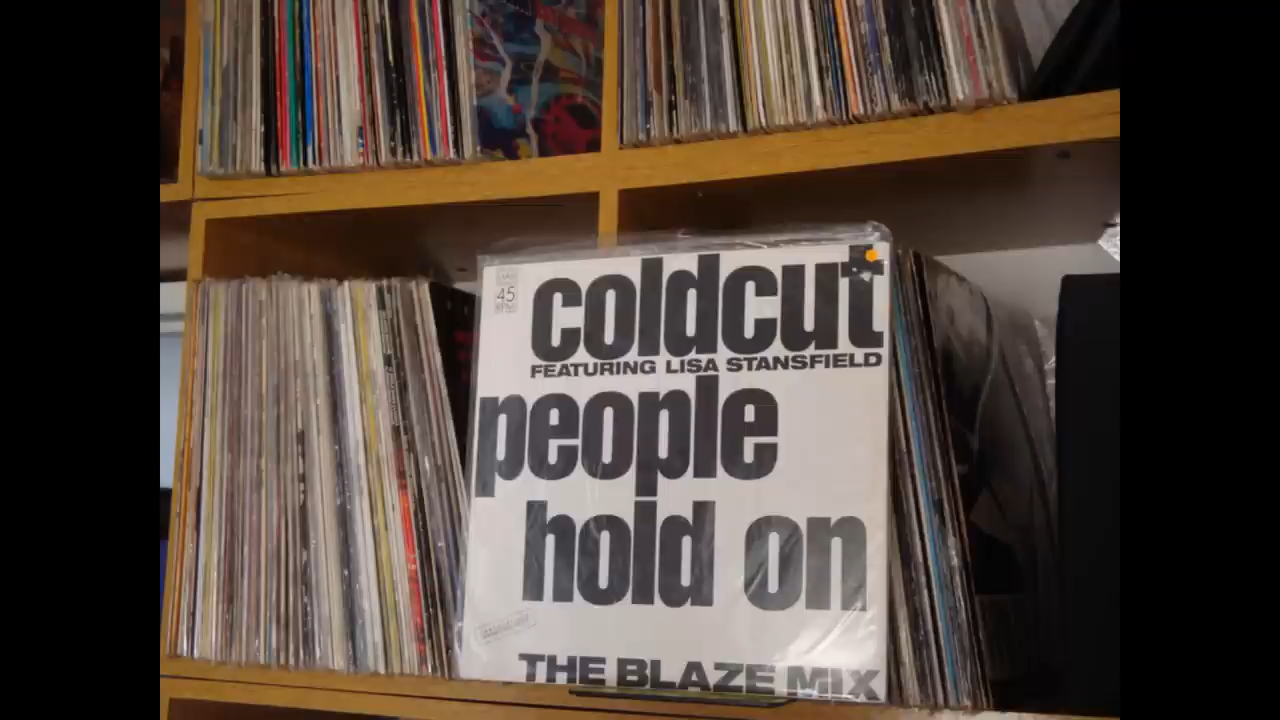 45
coldcut
FEATURING LISA STANSFIELD
people
hold on
THE BLAZE MIX